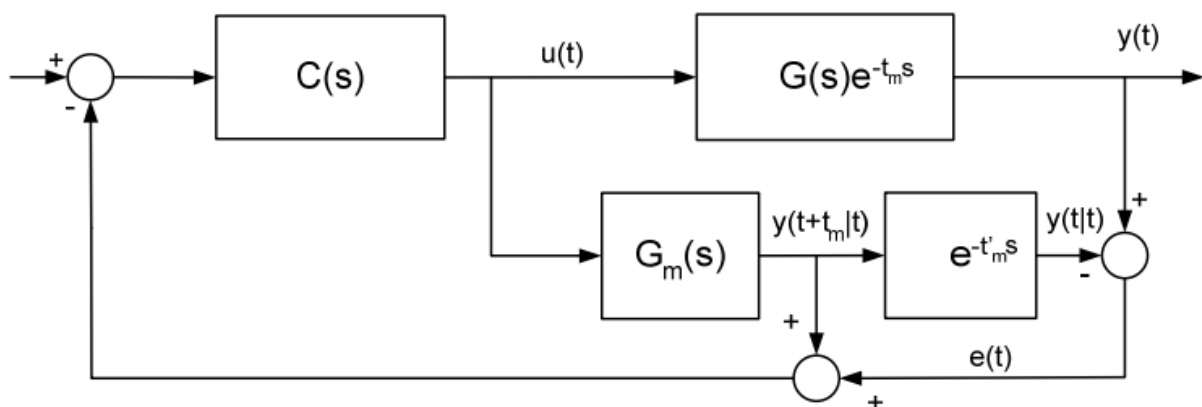 +
-
C(s)
u(t)
G(s)e^{-t_m s}
y(t)
G_m(s)
y(t+t_m|t)
e^{-t'_m s}
y(t|t)
+
-
+
e(t)
+